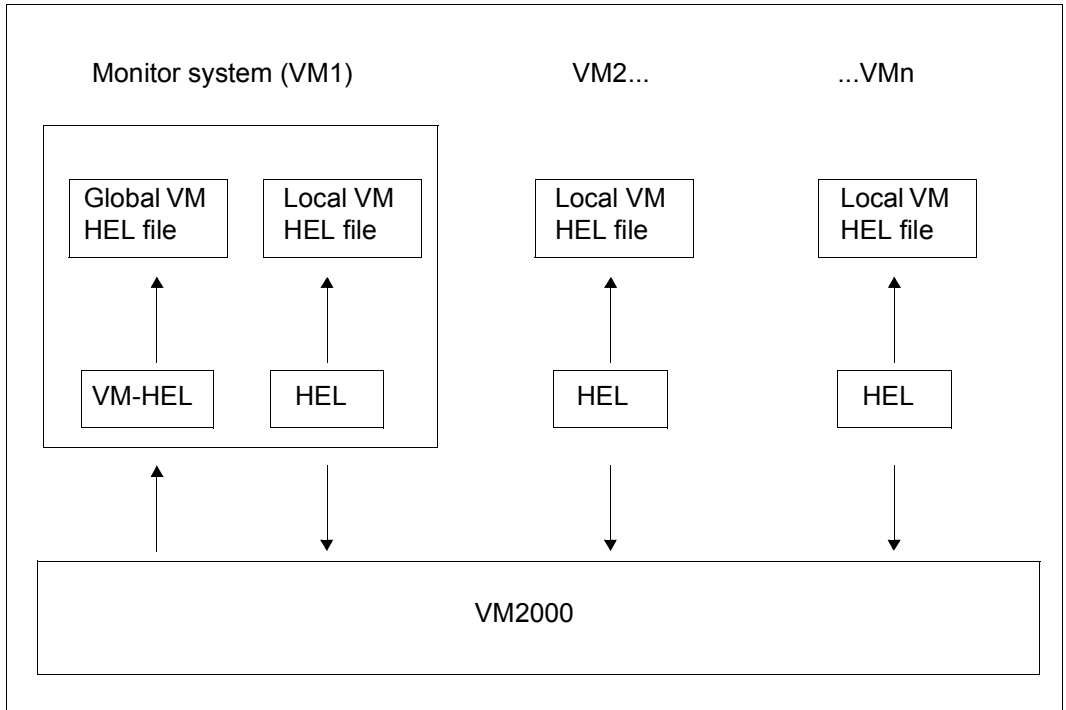 Monitor system (VM1)
VM2...
...VMn
Global VM
HEL file
Local VM
HEL file
Local VM
HEL file
Local VM
HEL file
VM-HEL
HEL
HEL
HEL
VM2000